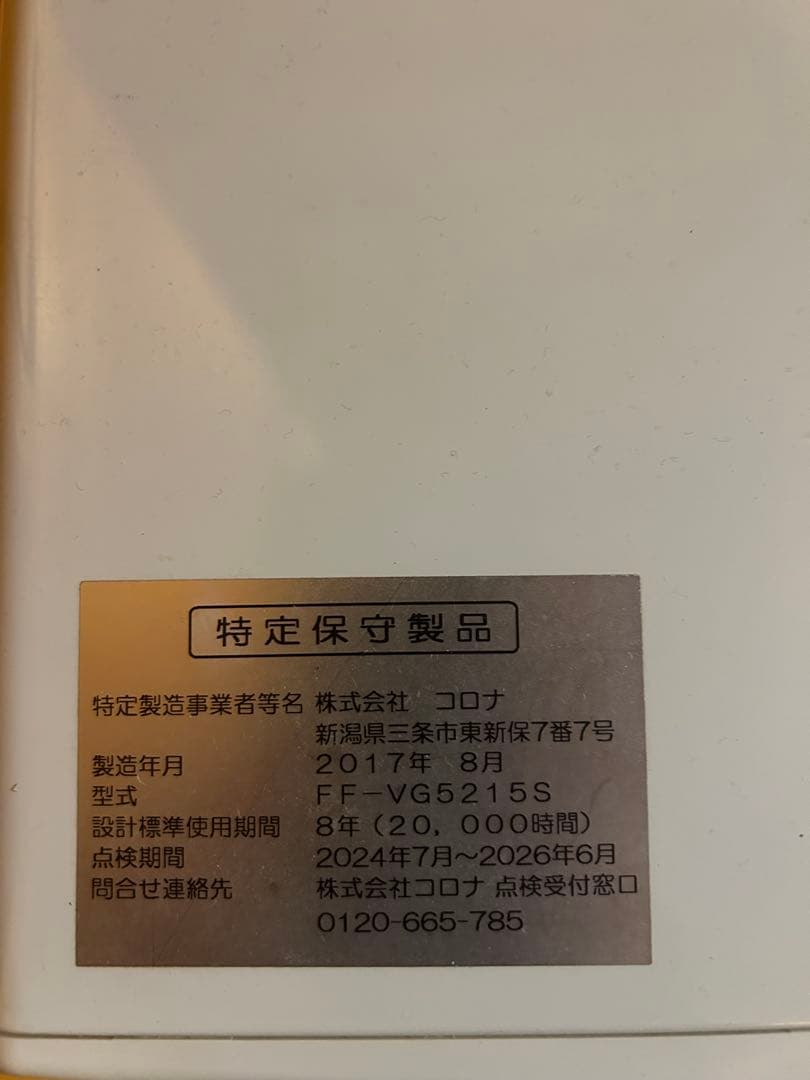 特定保守製品
特定製造事業者等名 株式会社 コロナ
新潟県三条市東新保7番7号
製造年月 2017年 8月
型式 FF-VG5215S
設計標準使用期間 8年(20,000時間)
点検期間 2024年7月~2026年6月
問合せ連絡先 株式会社コロナ 点検受付窓口
0120-665-785